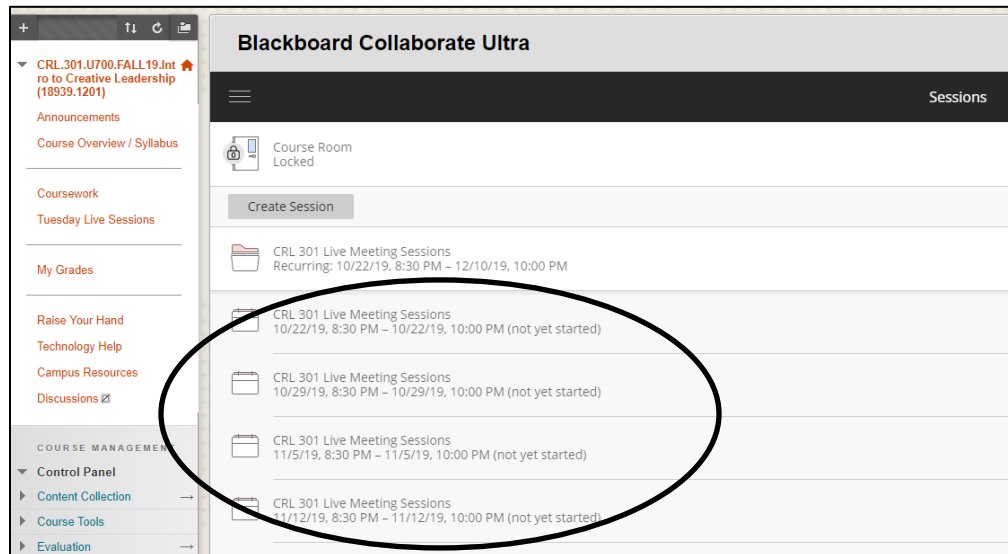 CRL.301.U700.FALL19.Int
ro to Creative Leadership
(18939.1201)
Announcements
Course Overview / Syllabus
Coursework
Tuesday Live Sessions
My Grades
Raise Your Hand
Technology Help
Campus Resources
Discussions
COURSE MANAGEMENT
Control Panel
Content Collection
Course Tools
Evaluation
Blackboard Collaborate Ultra
Sessions
Course Room
Locked
Create Session
CRL 301 Live Meeting Sessions
Recurring: 10/22/19, 8:30 PM – 12/10/19, 10:00 PM
CRL 301 Live Meeting Sessions
10/22/19, 8:30 PM – 10/22/19, 10:00 PM (not yet started)
CRL 301 Live Meeting Sessions
10/29/19, 8:30 PM – 10/29/19, 10:00 PM (not yet started)
CRL 301 Live Meeting Sessions
11/5/19, 8:30 PM – 11/5/19, 10:00 PM (not yet started)
CRL 301 Live Meeting Sessions
11/12/19, 8:30 PM – 11/12/19, 10:00 PM (not yet started)